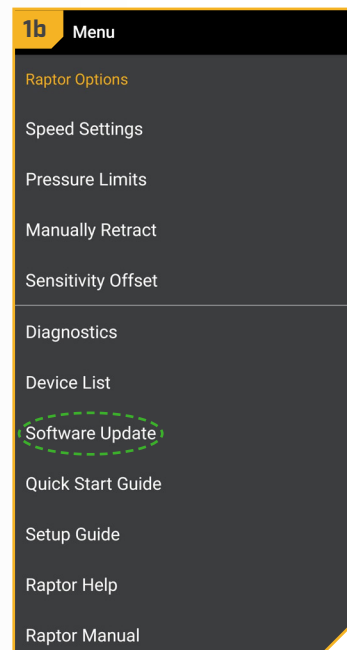 1b Menu
Raptor Options
Speed Settings
Pressure Limits
Manually Retract
Sensitivity Offset
Diagnostics
Device List
Software Update
Quick Start Guide
Setup Guide
Raptor Help
Raptor Manual